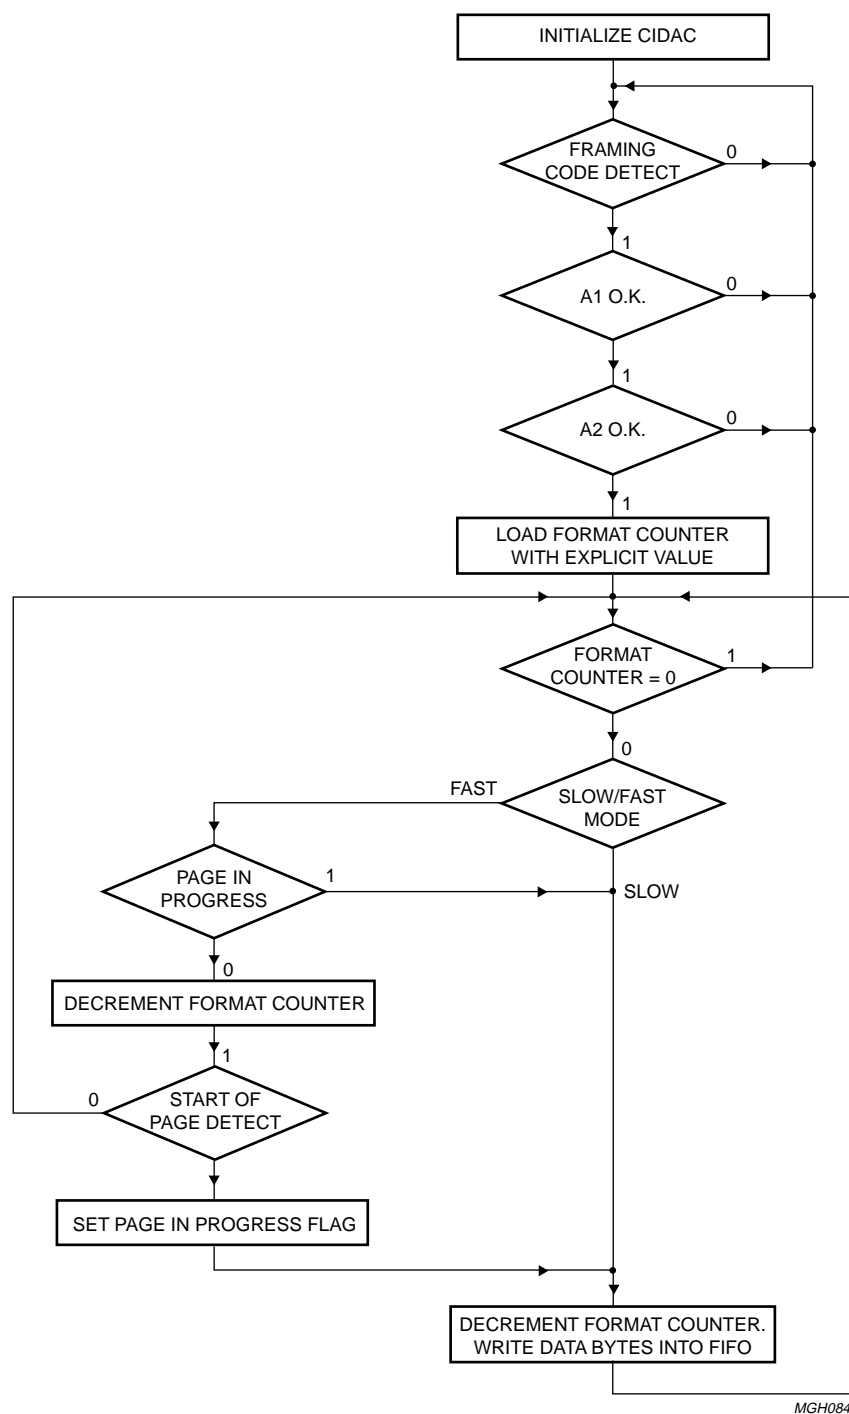 INITIALIZE CIDAC
FRAMING
CODE DETECT
0
1
A1 O.K.
0
1
A2 O.K.
0
1
LOAD FORMAT COUNTER
WITH EXPLICIT VALUE
FORMAT
COUNTER = 0
1
0
FAST
SLOW/FAST
MODE
PAGE IN
PROGRESS
1
SLOW
0
DECREMENT FORMAT COUNTER
1
0
START OF
PAGE DETECT
SET PAGE IN PROGRESS FLAG
DECREMENT FORMAT COUNTER.
WRITE DATA BYTES INTO FIFO
MGH084